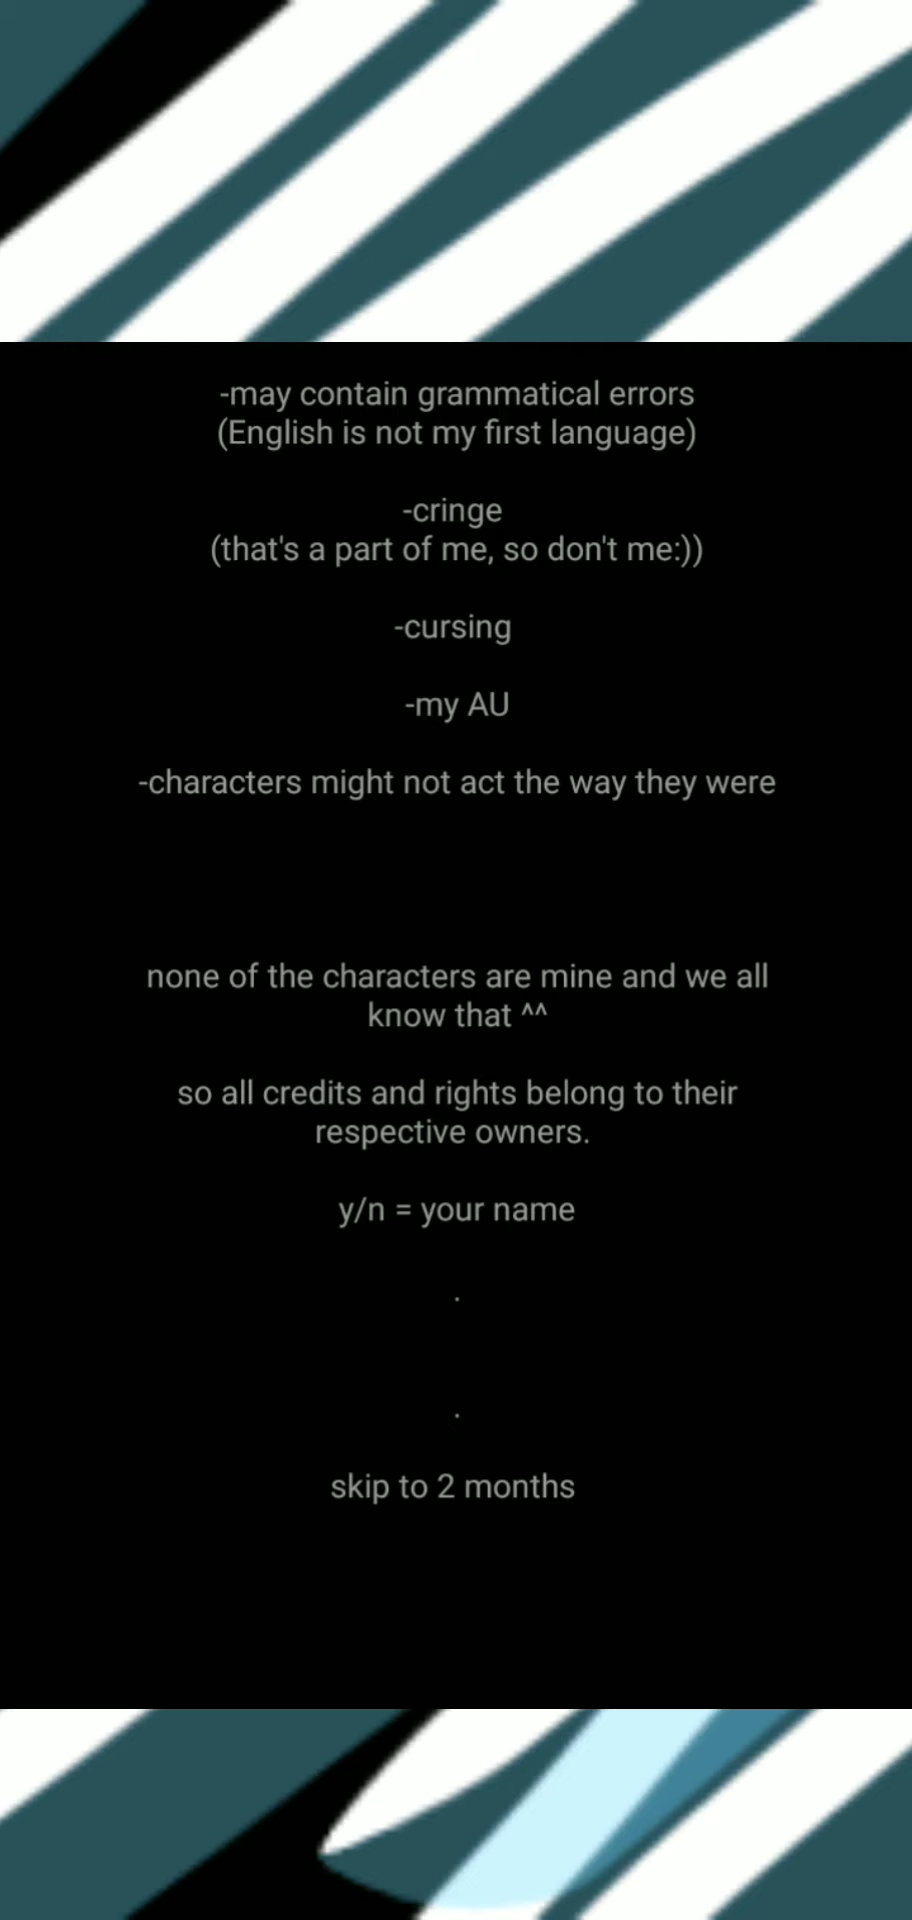 -may contain grammatical errors
(English is not my first language)
-cringe
(that's a part of me, so don't me:))
-cursing
-my AU
-characters might not act the way they were
none of the characters are mine and we all
know that ^^
so all credits and rights belong to their
respective owners.
y/n = your name
.
.
skip to 2 months